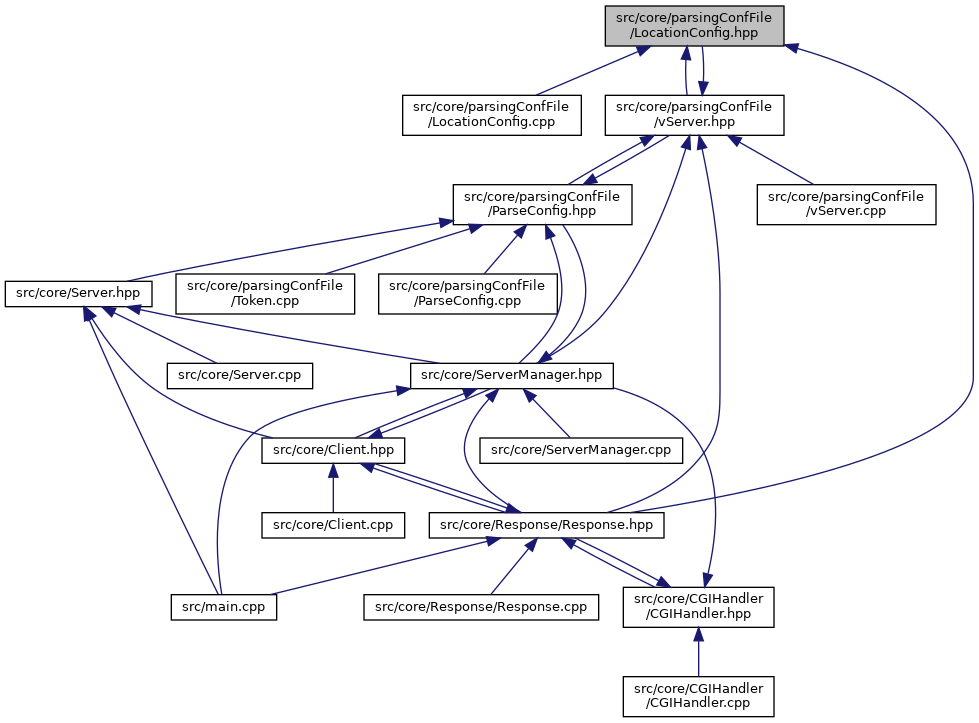 src/core/parsingConfFile
/LocationConfig.hpp
src/core/parsingConfFile
/LocationConfig.cpp
src/core/parsingConfFile
/vServer.hpp
src/core/parsingConfFile
/ParseConfig.hpp
src/core/parsingConfFile
/vServer.cpp
src/core/Server.hpp
src/core/parsingConfFile
/Token.cpp
src/core/parsingConfFile
/ParseConfig.cpp
src/core/Server.cpp
src/core/ServerManager.hpp
src/core/Client.hpp
src/core/ServerManager.cpp
src/core/Client.cpp
src/core/Response/Response.hpp
src/main.cpp
src/core/Response/Response.cpp
src/core/CGIHandler
/CGIHandler.hpp
src/core/CGIHandler
/CGIHandler.cpp